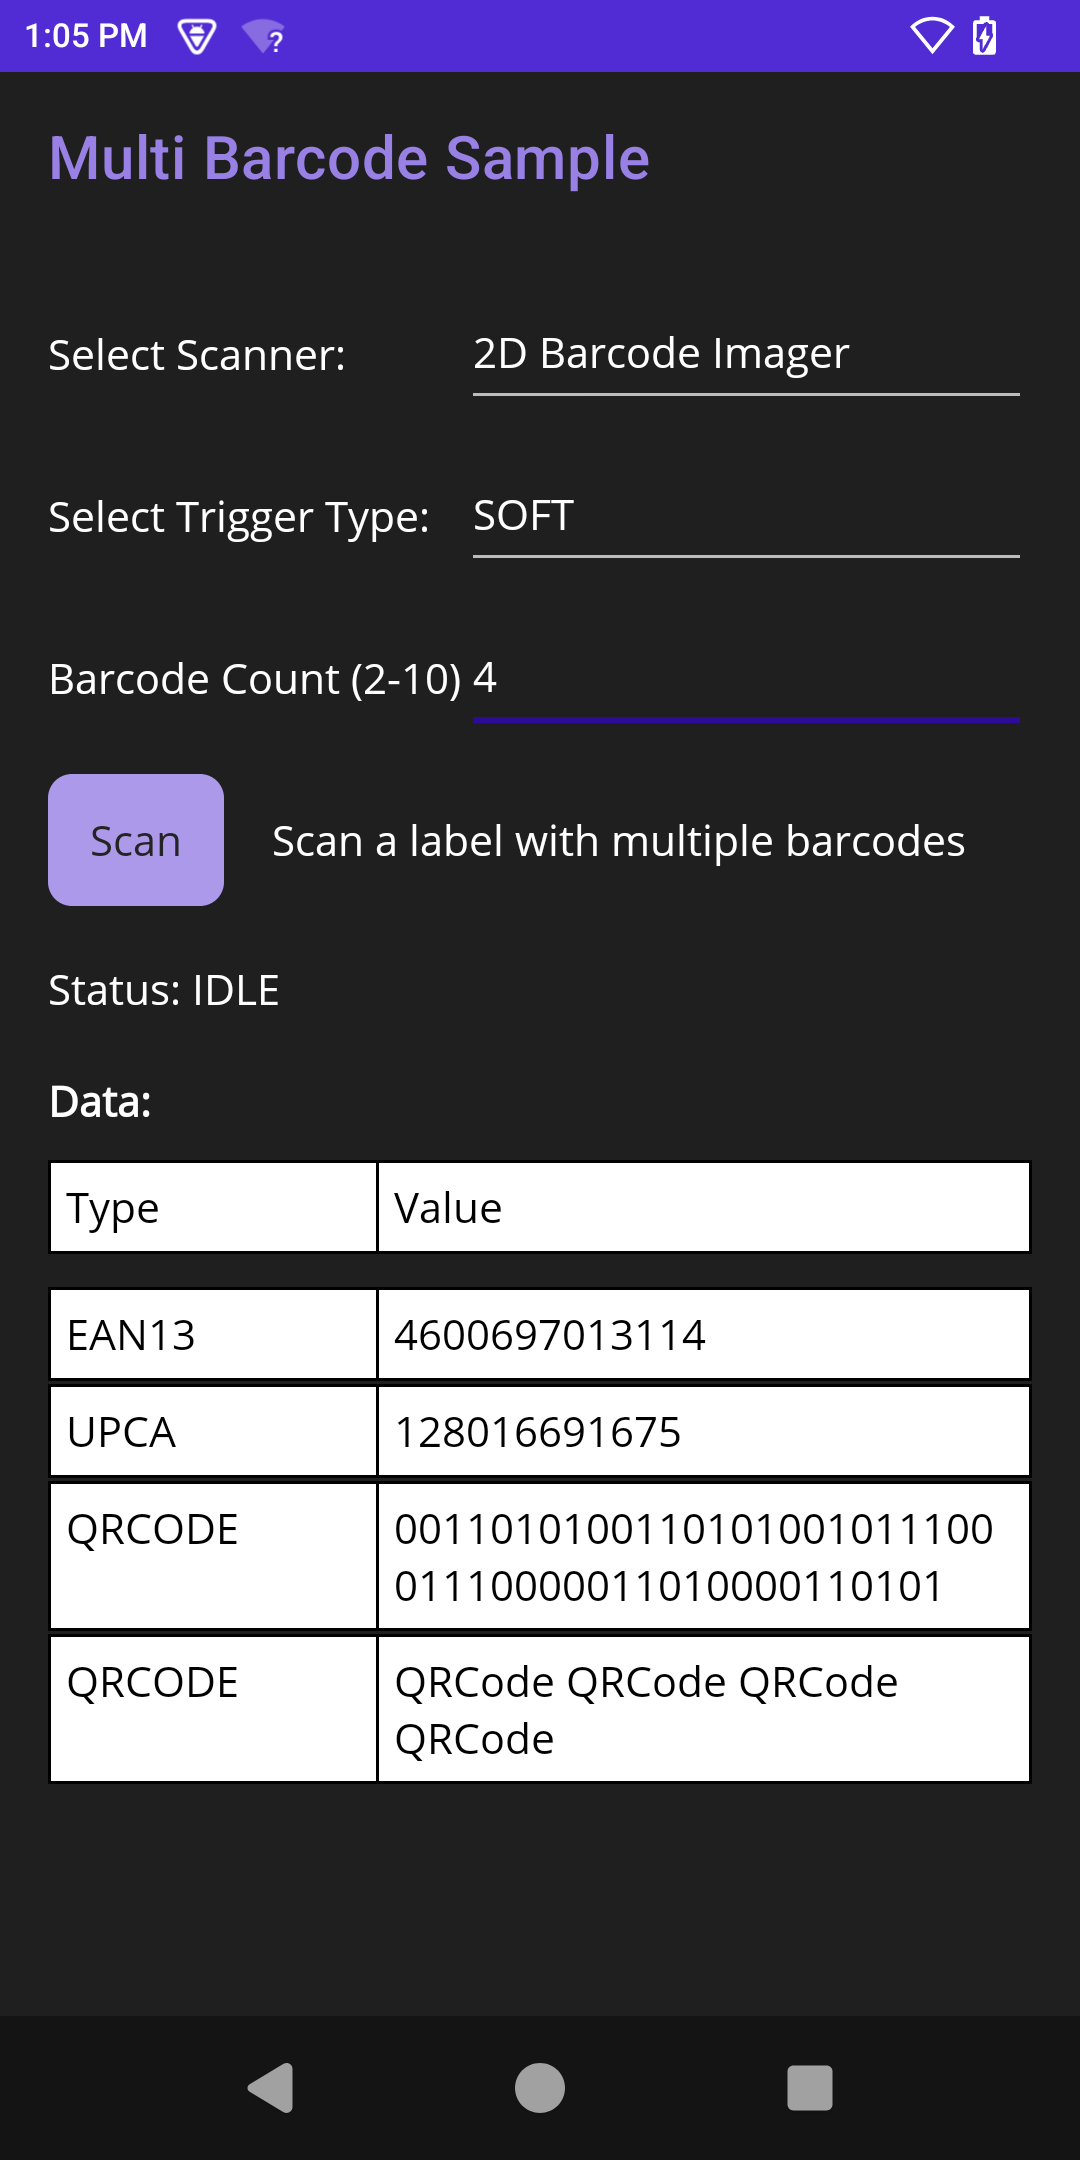 1:05 PM
Multi Barcode Sample
Select Scanner: 2D Barcode Imager
Select Trigger Type: SOFT
Barcode Count (2-10) 4
Scan Scan a label with multiple barcodes
Status: IDLE
Data:
Type Value
EAN13 4600697013114
UPCA 128016691675
QRCODE 0011010100110101001011100
01110000011010000110101
QRCODE QRCode QRCode QRCode
QRCode